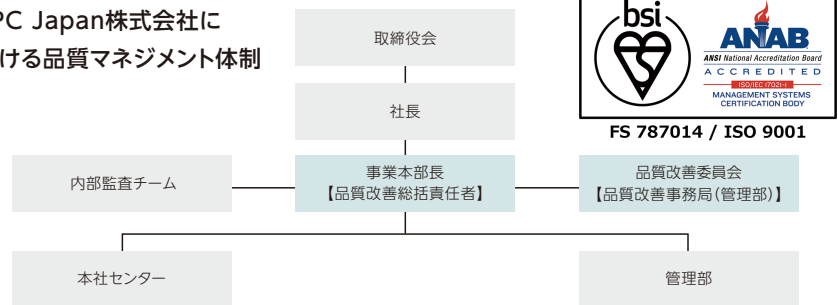 PC Japan株式会社に
ける品質マネジメント体制
取締役会
社長
内部監査チーム
事業本部長
【品質改善総括責任者】
品質改善委員会
【品質改善事務局(管理部)】
本社センター
管理部
bsi.
ANAB
ANSI National Accreditation Board
ACCREDITED
ISO/IEC 17021-1
MANAGEMENT SYSTEMS
CERTIFICATION BODY
FS 787014 / ISO 9001